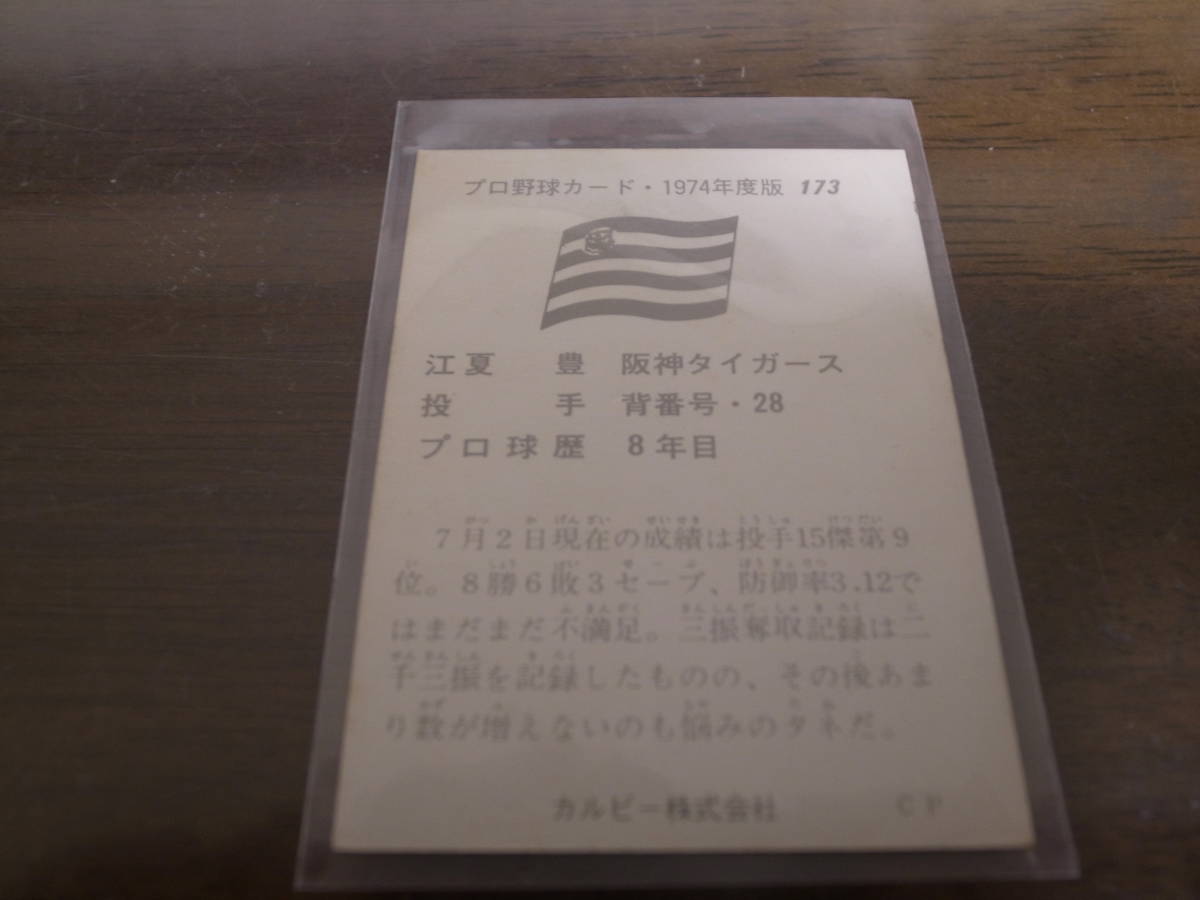 プロ野球カード・1974年度版 173
江夏 豊 阪神タイガース
投 手 背番号・28
プロ球歴 8年目
7月2日現在の成績は投手15傑第9
位。8勝6敗3セーブ、防御率3.12で
はまだまだ不満足。三振奪取記録は二
千三振を記録したものの、その後あま
り数が増えないのも悩みのタネだ。
カルビー株式会社 CP